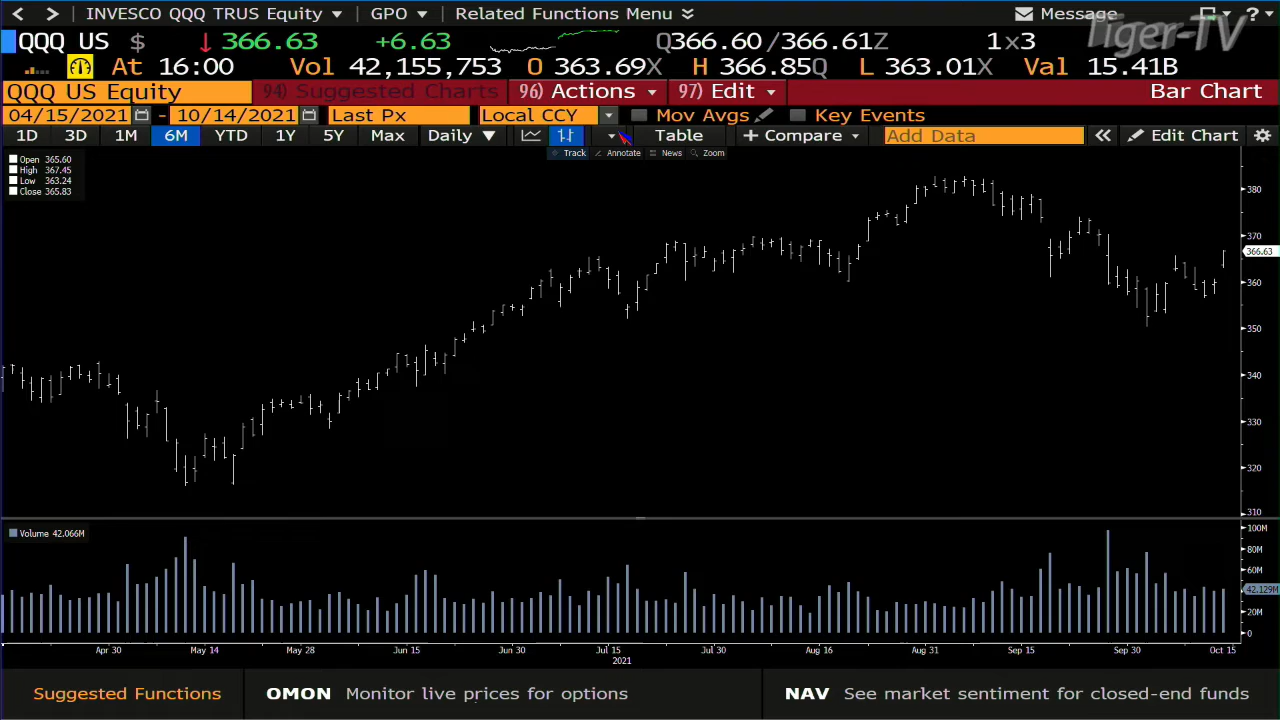 INVESCO QQQ TRUS Equity GPO Related Functions Menu Message ?
Tiger-TV
QQQ US $ ↓ 366.63 +6.63 Q366.60/366.61Z 1x3
At 16:00 Vol 42,155,753 O 363.69X H 366.85Q L 363.01X Val 15.41B
QQQ US Equity 94) Suggested Charts 96) Actions 97) Edit Bar Chart
04/15/2021 - 10/14/2021 Last Px Local CCY Mov Avgs Key Events
1D 3D 1M 6M YTD 1Y 5Y Max Daily ▼ Table + Compare Add Data « Edit Chart
Track Annotate News Zoom
Open 365.60
High 367.45
Low 363.24
Close 365.83
380
370
366.63
360
350
340
330
320
310
Volume 42.066M
100M
80M
60M
42.129M
20M
0
Apr 30 May 14 May 28 Jun 15 Jun 30 Jul 15 Jul 30 Aug 16 Aug 31 Sep 15 Sep 30 Oct 15
2021
Suggested Functions OMON Monitor live prices for options NAV See market sentiment for closed-end funds